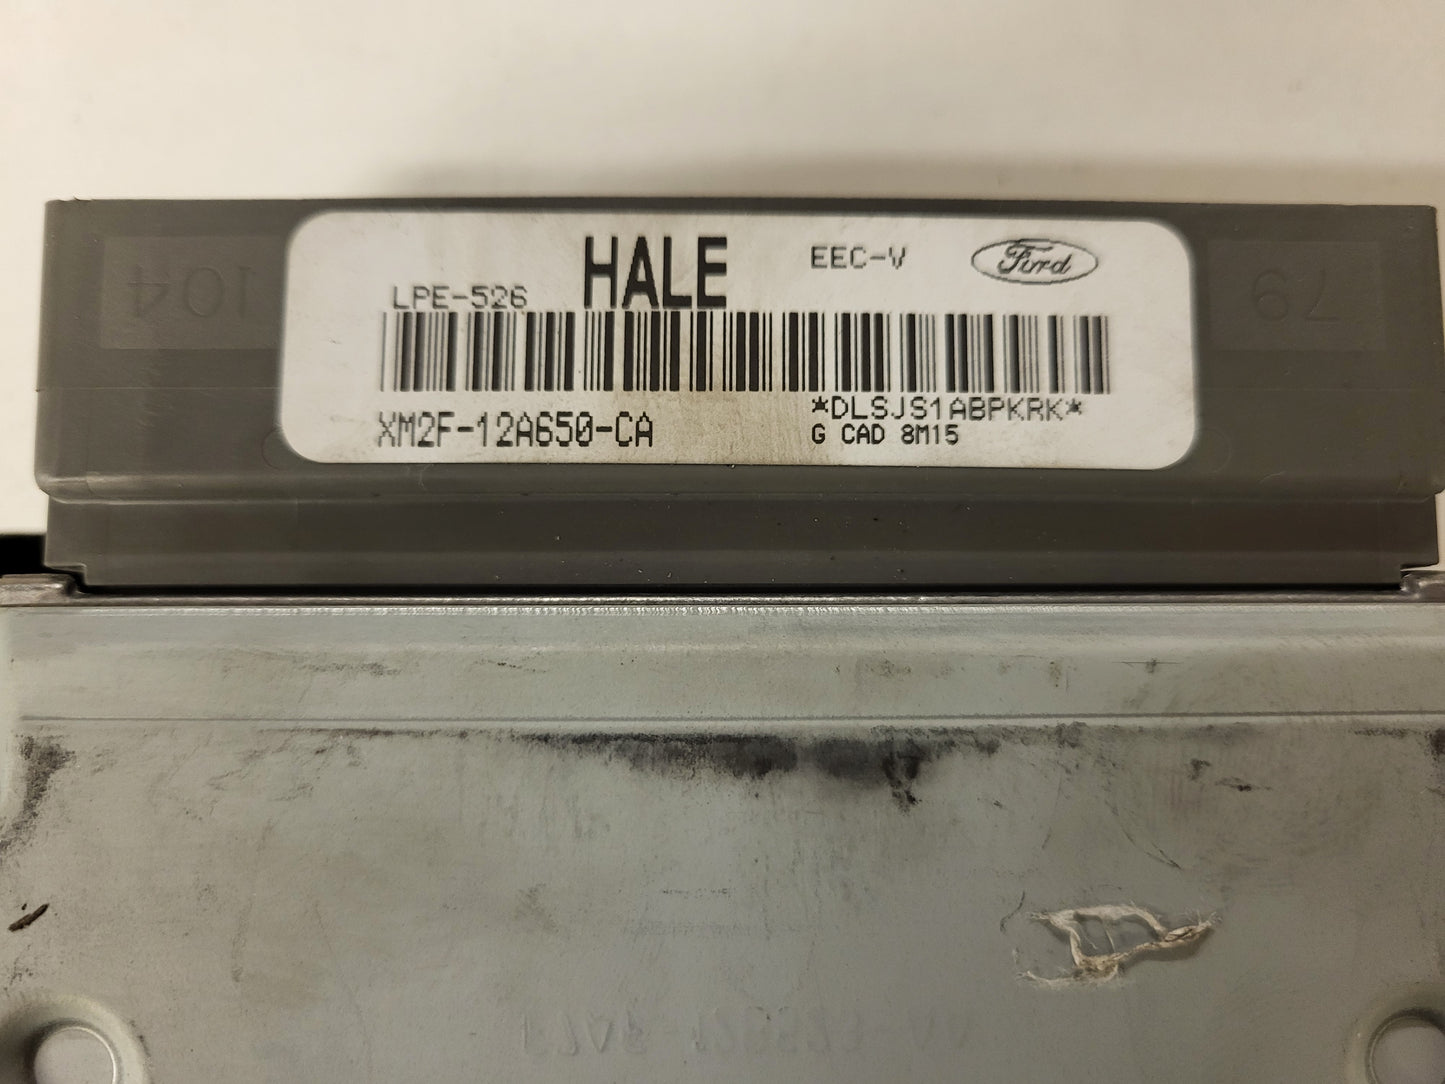 104
HALE
EEC-V
Ford
79
LPE-526
XM2F-12A650-CA
*DLSJS1ABPKRK*
G CAD 8M15